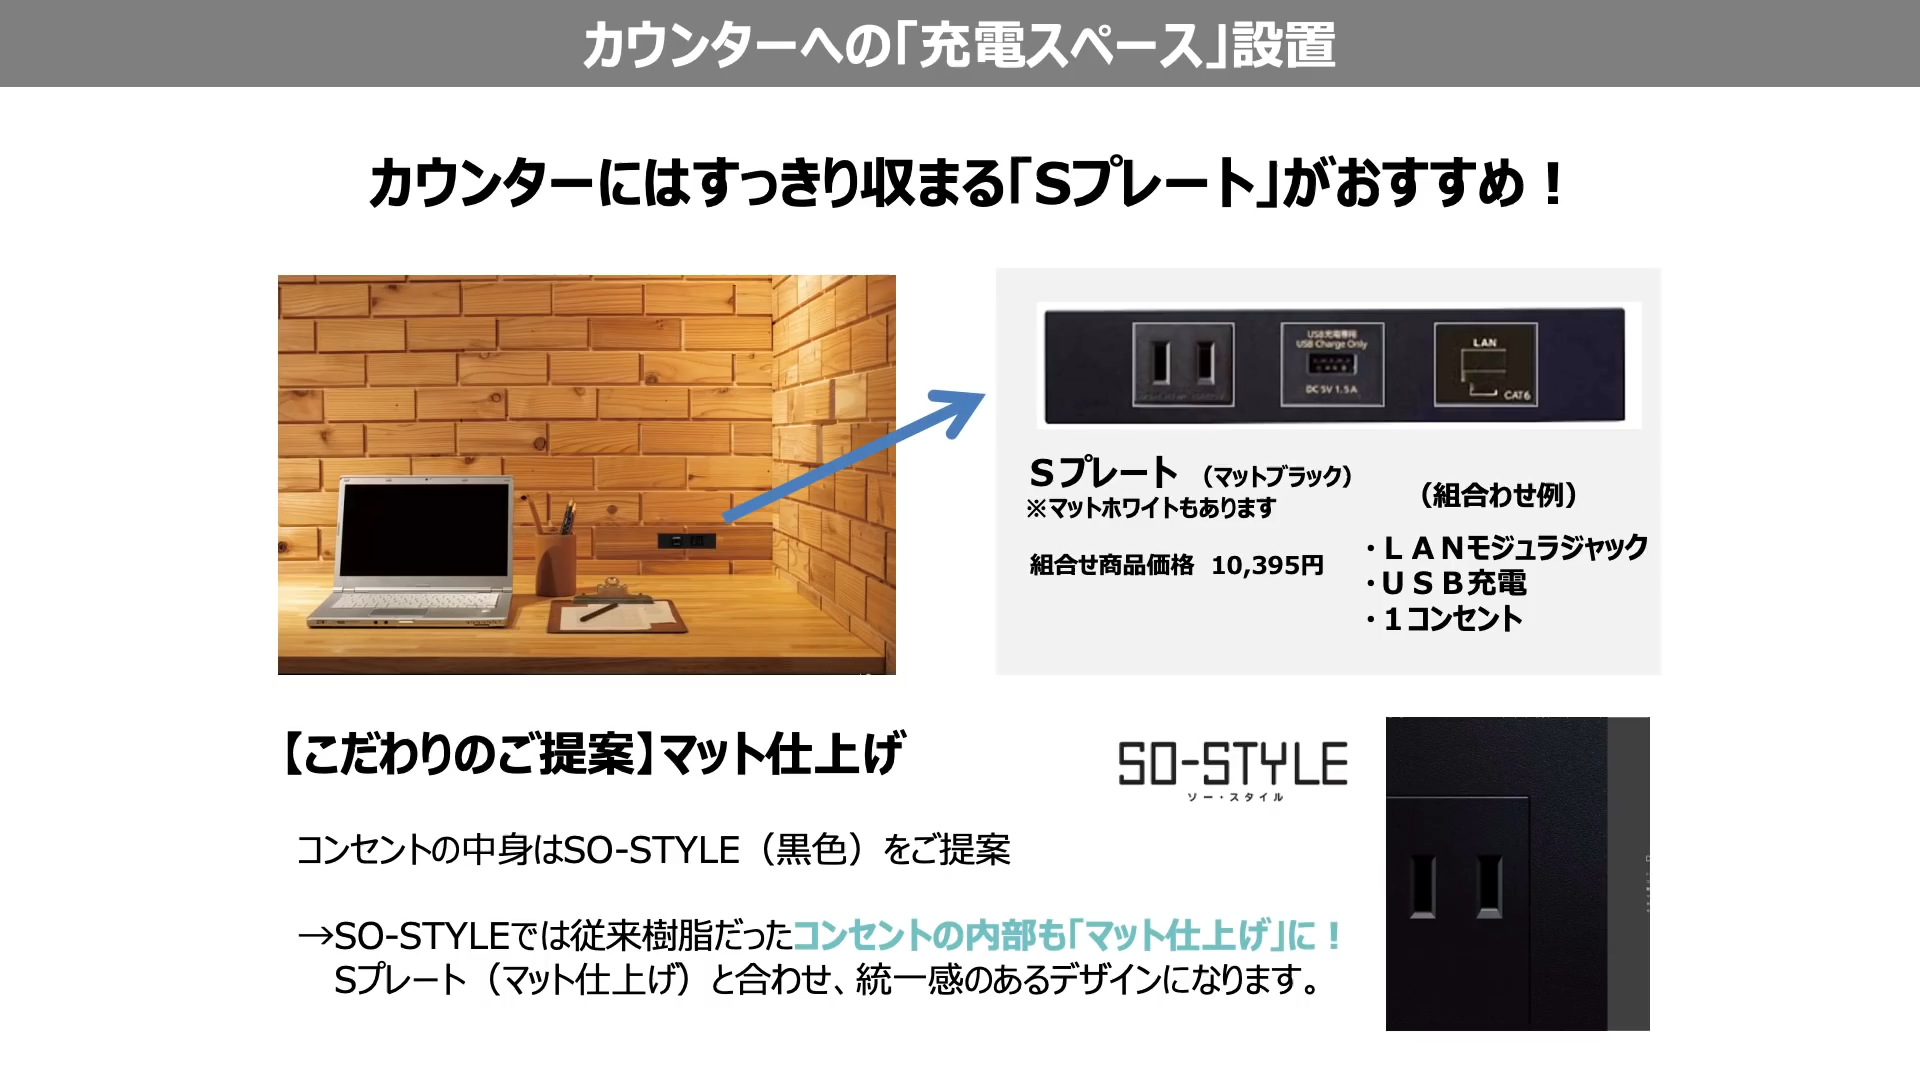 カウンターへの「充電スペース」設置
カウンターにはすっきり収まる「Sプレート」がおすすめ！
USB充電専用
USB Charge Only
DC 5V 1.5A
LAN
CAT6
Sプレート （マットブラック）
※マットホワイトもあります
組合せ商品価格 10,395円
（組合わせ例）
・ＬＡＮモジュラジャック
・ＵＳＢ充電
・１コンセント
【こだわりのご提案】マット仕上げ
SO-STYLE
ソー・スタイル
コンセントの中身はSO-STYLE（黒色）をご提案
→SO-STYLEでは従来樹脂だったコンセントの内部も「マット仕上げ」に！
Sプレート（マット仕上げ）と合わせ、統一感のあるデザインになります。